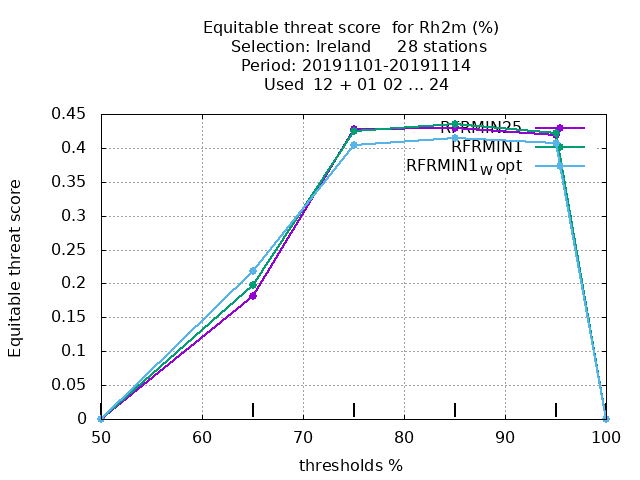 Equitable threat score  for Rh2m (%)
Selection: Ireland     28 stations
Period: 20191101-20191114
Used  12 + 01 02 ... 24
Equitable threat score
0.45
0.4
0.35
0.3
0.25
0.2
0.15
0.1
0.05
0
RFRMIN25
RFRMIN1
RFRMIN1W opt
50 60 70 80 90 100
thresholds %